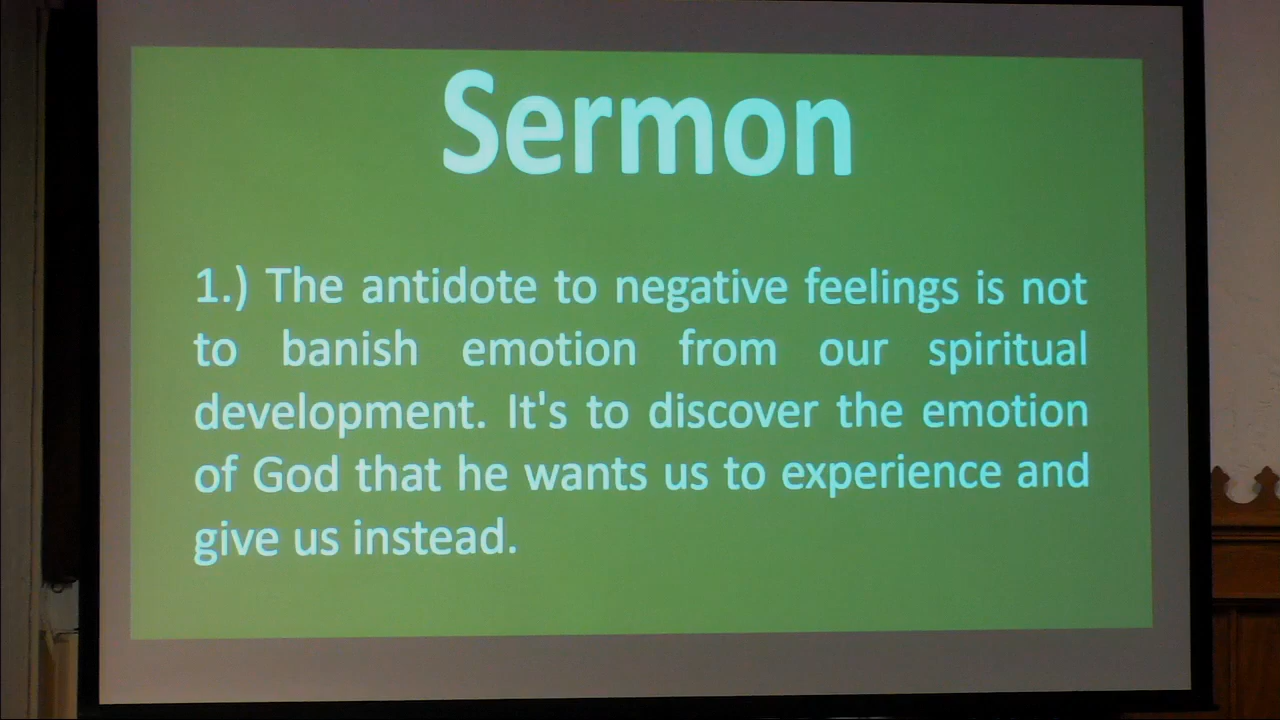 Sermon
1.) The antidote to negative feelings is not
to banish emotion from our spiritual
development. It's to discover the emotion
of God that he wants us to experience and
give us instead.